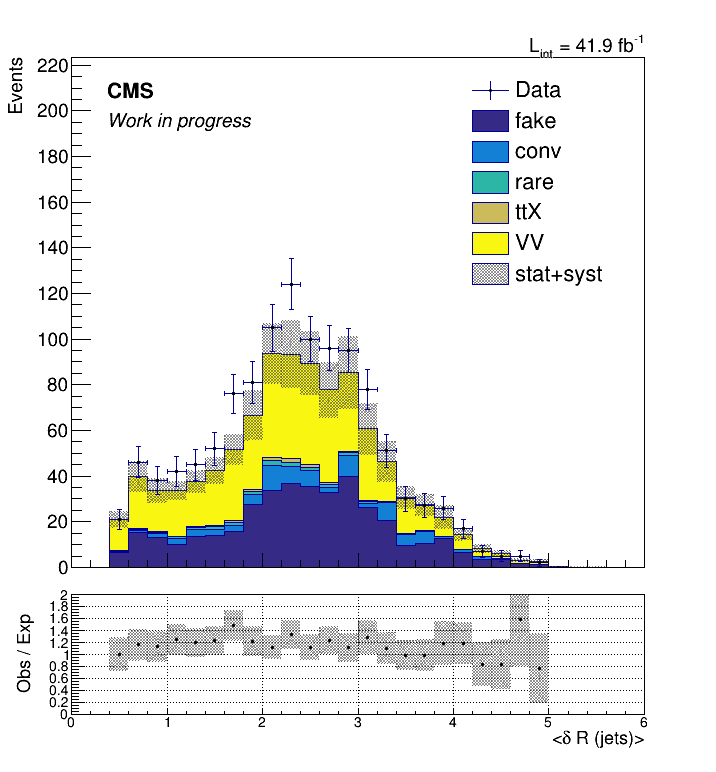 L_int = 41.9 fb^-1
Events
220
200
180
160
140
120
100
80
60
40
20
0
CMS
Work in progress
Data
fake
conv
rare
ttX
VV
stat+syst
Obs / Exp
2
1.8
1.6
1.4
1.2
1
0.8
0.6
0.4
0.2
0
0 1 2 3 4 5 6
<δ R (jets)>